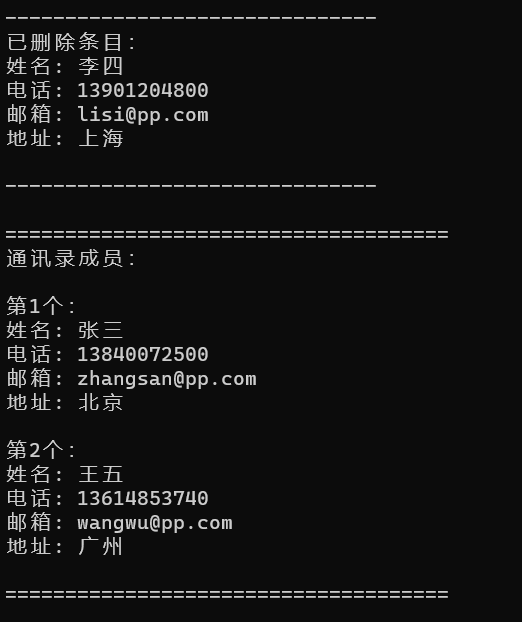 -------------------------------
已删除条目:
姓名: 李四
电话: 13901204800
邮箱: lisi@pp.com
地址: 上海
-------------------------------
=====================================
通讯录成员:
第1个:
姓名: 张三
电话: 13840072500
邮箱: zhangsan@pp.com
地址: 北京
第2个:
姓名: 王五
电话: 13614853740
邮箱: wangwu@pp.com
地址: 广州
=====================================